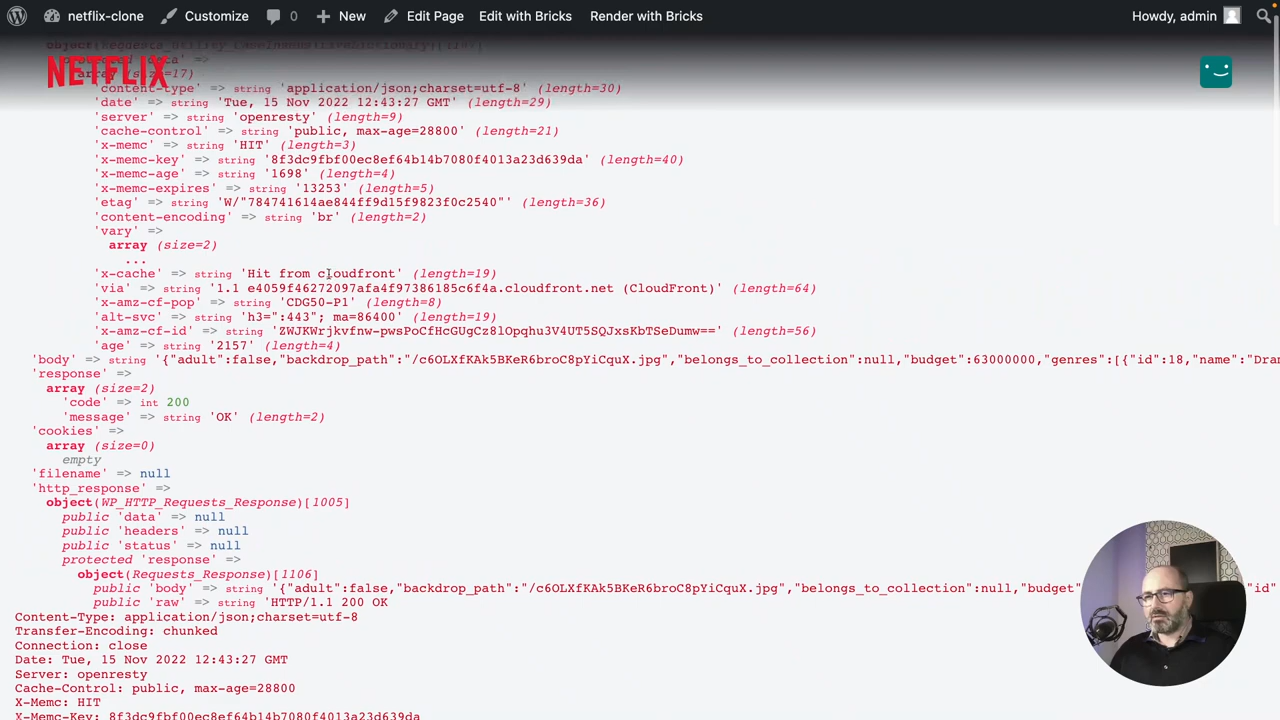 netflix-clone Customize 0 New Edit Page Edit with Bricks Render with Bricks Howdy, admin
NETFLIX
array (size=17)
'content-type' => string 'application/json;charset=utf-8' (length=30)
'date' => string 'Tue, 15 Nov 2022 12:43:27 GMT' (length=29)
'server' => string 'openresty' (length=9)
'cache-control' => string 'public, max-age=28800' (length=21)
'x-memc' => string 'HIT' (length=3)
'x-memc-key' => string '8f3dc9fbf00ec8ef64b14b7080f4013a23d639da' (length=40)
'x-memc-age' => string '1698' (length=4)
'x-memc-expires' => string '13253' (length=5)
'etag' => string 'W/"784741614ae844ff9d15f9823f0c2540"' (length=36)
'content-encoding' => string 'br' (length=2)
'vary' =>
array (size=2)
...
'x-cache' => string 'Hit from cloudfront' (length=19)
'via' => string '1.1 e4059f46272097afa4f97386185c6f4a.cloudfront.net (CloudFront)' (length=64)
'x-amz-cf-pop' => string 'CDG50-P1' (length=8)
'alt-svc' => string 'h3=":443"; ma=86400' (length=19)
'x-amz-cf-id' => string 'ZWJKWrjkvfnw-pwsPoCfHcGUgCz8lOpqhu3V4UT5SQJxsKbTSeDumw==' (length=56)
'age' => string '2157' (length=4)
'body' => string '{"adult":false,"backdrop_path":"/c6OLXfKAk5BKeR6broC8pYiCquX.jpg","belongs_to_collection":null,"budget":63000000,"genres":[{"id":18,"name":"Dram
'response' =>
array (size=2)
'code' => int 200
'message' => string 'OK' (length=2)
'cookies' =>
array (size=0)
empty
'filename' => null
'http_response' =>
object(WP_HTTP_Requests_Response)[1005]
public 'data' => null
public 'headers' => null
public 'status' => null
protected 'response' =>
object(Requests_Response)[1106]
public 'body' => string '{"adult":false,"backdrop_path":"/c6OLXfKAk5BKeR6broC8pYiCquX.jpg","belongs_to_collection":null,"budget" "id"
public 'raw' => string 'HTTP/1.1 200 OK
Content-Type: application/json;charset=utf-8
Transfer-Encoding: chunked
Connection: close
Date: Tue, 15 Nov 2022 12:43:27 GMT
Server: openresty
Cache-Control: public, max-age=28800
X-Memc: HIT
X-Memc-Key: 8f3dc9fbf00ec8ef64b14b7080f4013a23d639da